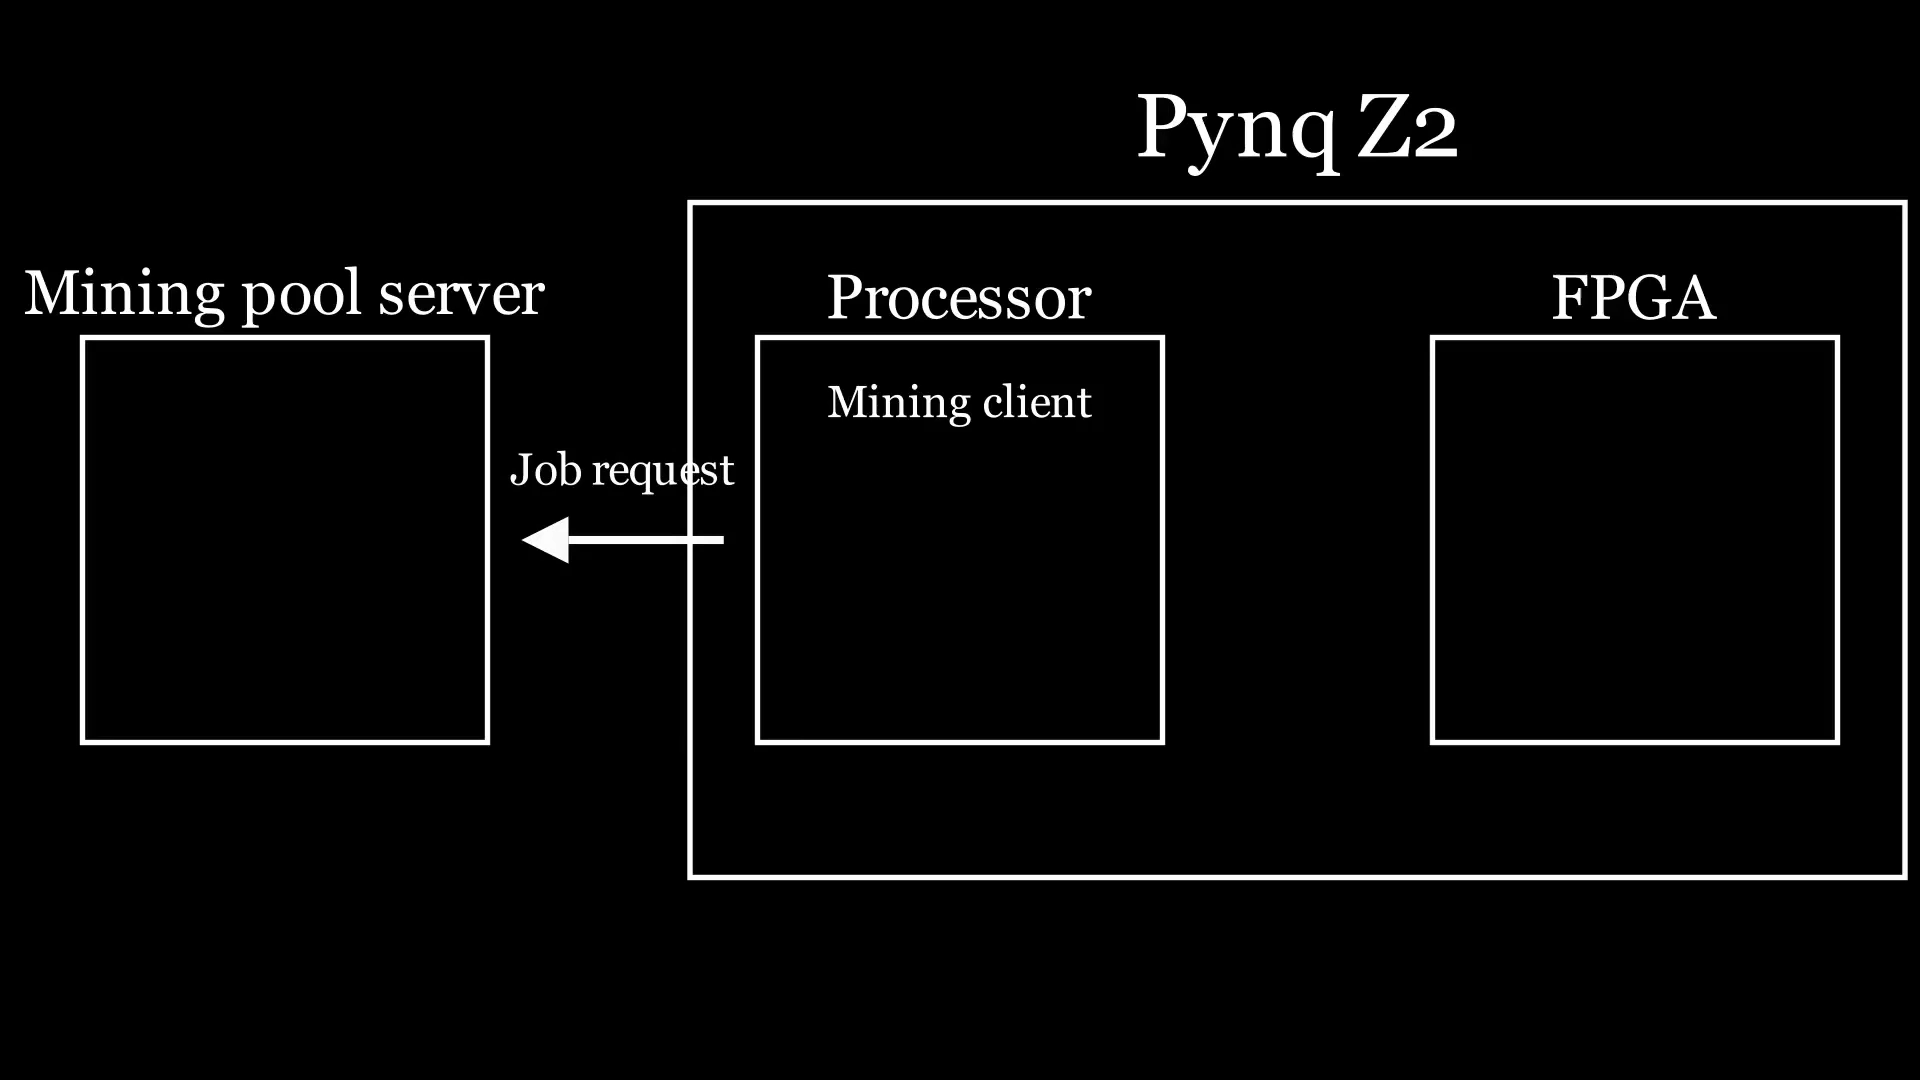 Pynq Z2
Mining pool server
Processor
FPGA
Mining client
Job request